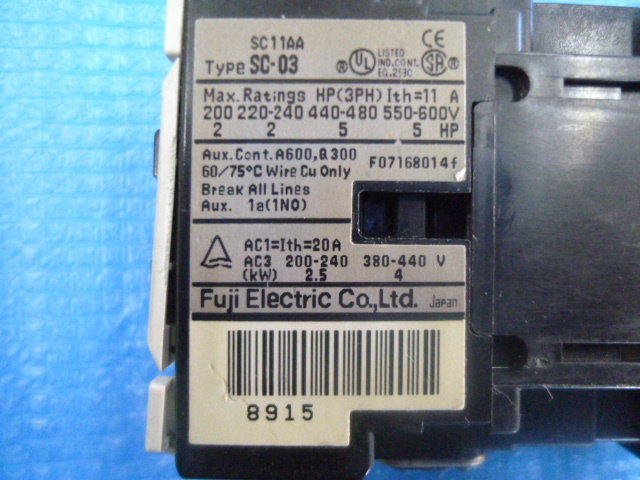 SC11AA
Type SC-03
UL LISTED IND.CONT. EQ.298C
CE
SA
Max. Ratings HP(3PH) Ith=11 A
200 220-240 440-480 550-600V
2 2 5 5 HP
Aux.Cont.A600,Q300
60/75°C Wire Cu Only
Break All Lines
Aux. 1a(1NO)
F07168014f
AC1=Ith=20A
AC3 200-240 380-440 V
(kW) 2.5 4
Fuji Electric Co.,Ltd. Japan
8915